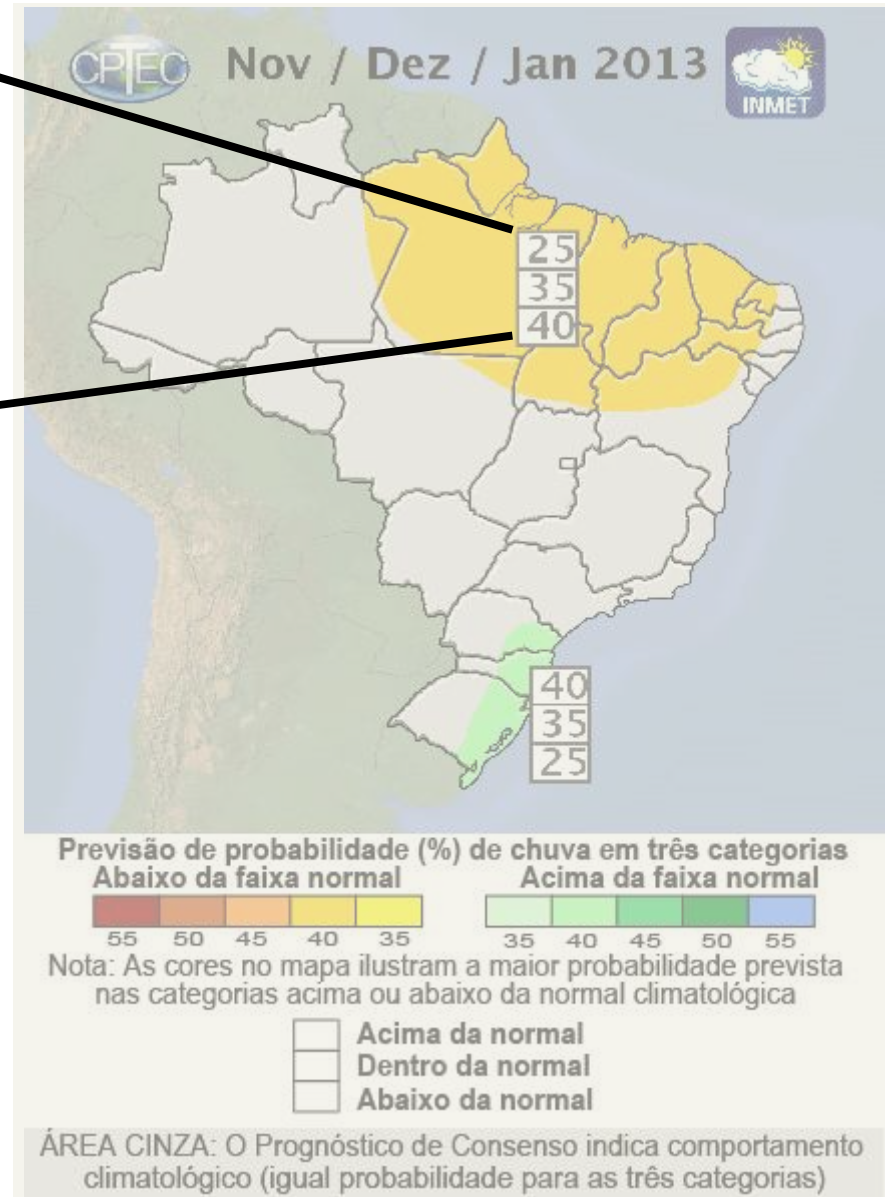 CPTEC Nov / Dez / Jan 2013
INMET
25
35
40
40
35
25
Previsão de probabilidade (%) de chuva em três categorias
Abaixo da faixa normal Acima da faixa normal
55 50 45 40 35 35 40 45 50 55
Nota: As cores no mapa ilustram a maior probabilidade prevista
nas categorias acima ou abaixo da normal climatológica
Acima da normal
Dentro da normal
Abaixo da normal
ÁREA CINZA: O Prognóstico de Consenso indica comportamento
climatológico (igual probabilidade para as três categorias)